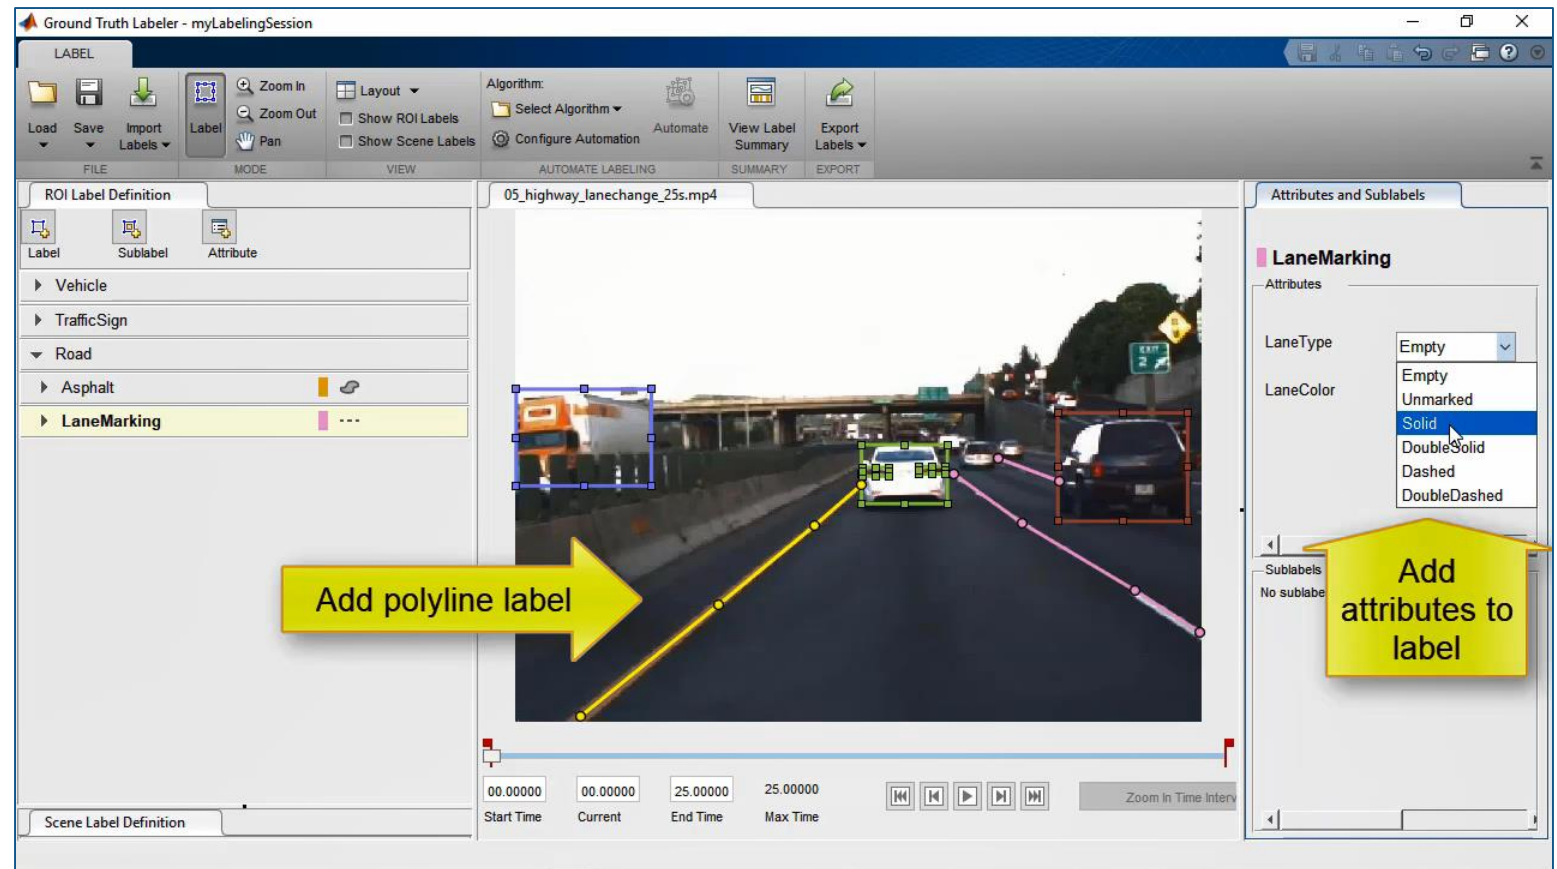 Ground Truth Labeler - myLabelingSession
LABEL
Load
Save
Import
Labels
FILE
Label
Zoom In
Zoom Out
Pan
MODE
Layout
Show ROI Labels
Show Scene Labels
VIEW
Algorithm:
Select Algorithm
Configure Automation
Automate
AUTOMATE LABELING
View Label
Summary
SUMMARY
Export
Labels
EXPORT
ROI Label Definition
Label
Sublabel
Attribute
Vehicle
TrafficSign
Road
Asphalt
LaneMarking
Scene Label Definition
05_highway_lanechange_25s.mp4
EXIT
2
Add polyline label
00.00000
00.00000
25.00000
25.00000
Start Time
Current
End Time
Max Time
Zoom In Time Interv
Attributes and Sublabels
LaneMarking
Attributes
LaneType
Empty
LaneColor
Empty
Unmarked
Solid
DoubleSolid
Dashed
DoubleDashed
Sublabels
No sublabe
Add
attributes to
label